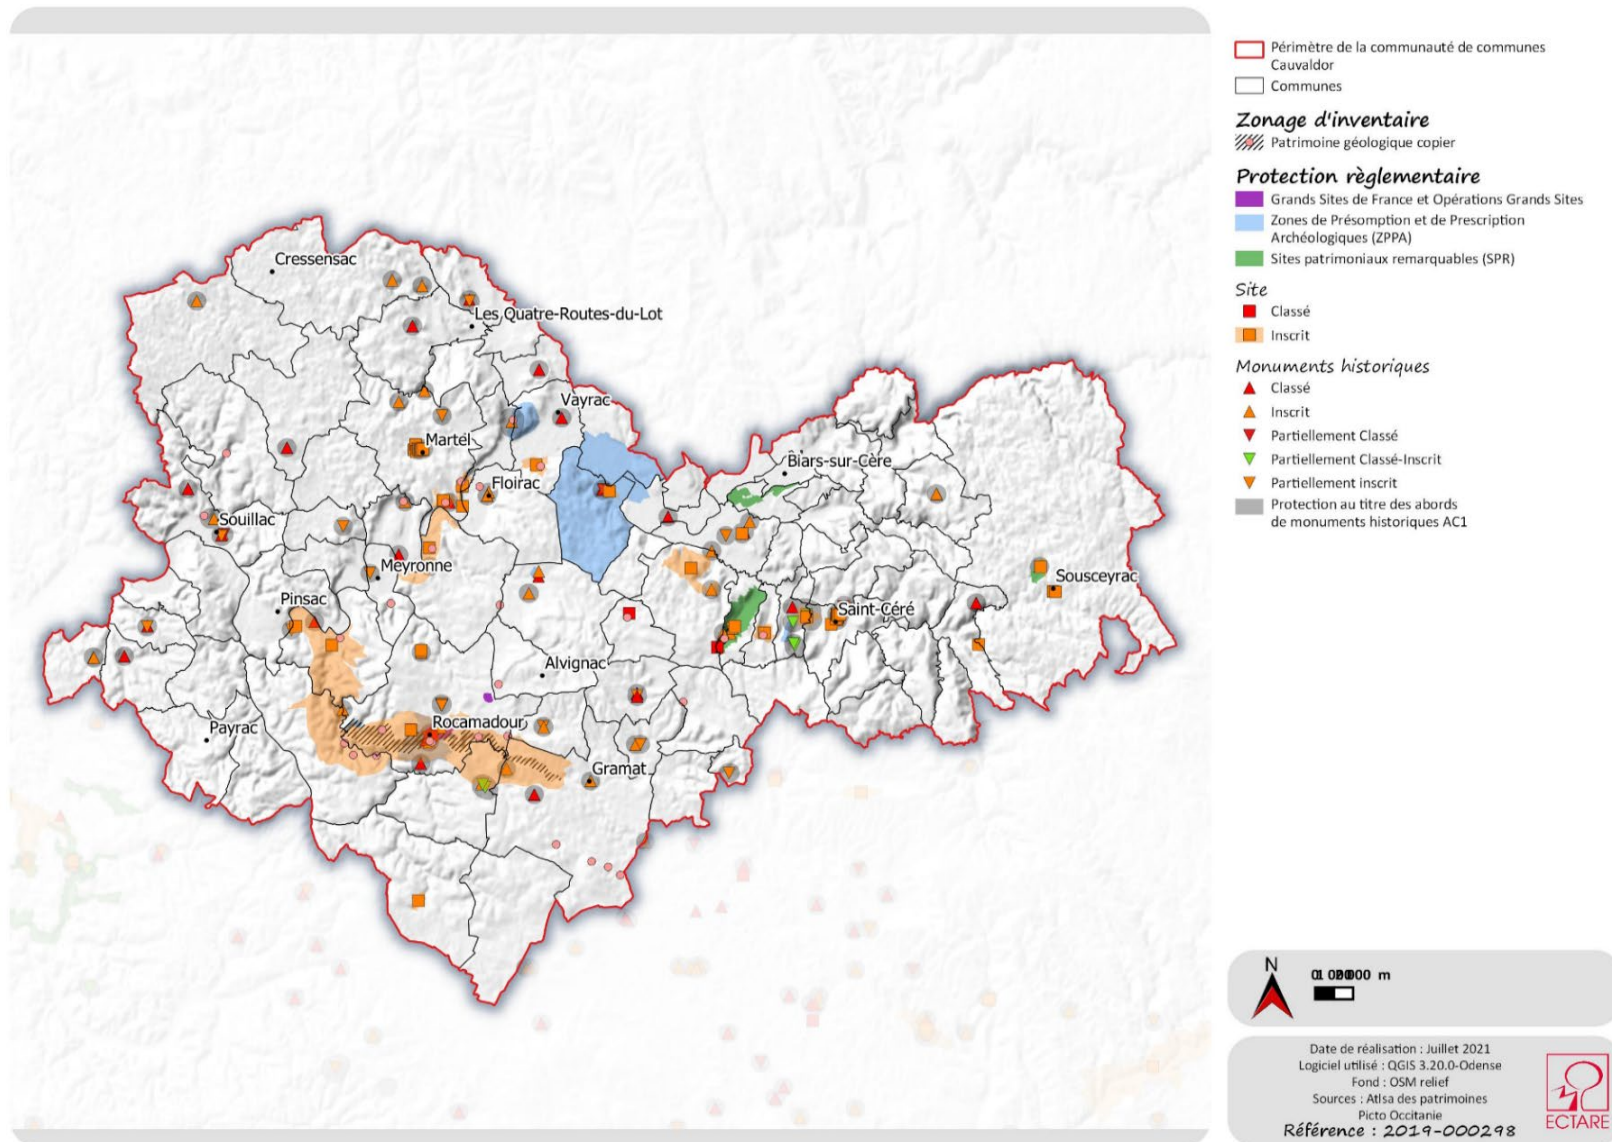 Périmètre de la communauté de communes
Cauvaldor
Communes
Zonage d'inventaire
Patrimoine géologique copier
Protection règlementaire
Grands Sites de France et Opérations Grands Sites
Zones de Présomption et de Prescription
Archéologiques (ZPPA)
Sites patrimoniaux remarquables (SPR)
Site
Classé
Inscrit
Monuments historiques
Classé
Inscrit
Partiellement Classé
Partiellement Classé-Inscrit
Partiellement inscrit
Protection au titre des abords
de monuments historiques AC1
Cressensac
Les Quatre-Routes-du-Lot
Vayrac
Martel
Biars-sur-Cère
Floirac
Souillac
Meyronne
Sousceyrac
Pinsac
Saint-Céré
Alvignac
Payrac
Rocamadour
Gramat
N
m
Date de réalisation : Juillet 2021
Logiciel utilisé : QGIS 3.20.0-Odense
Fond : OSM relief
Sources : Atlsa des patrimoines
Picto Occitanie
Référence : 2019-000298
ECTARE